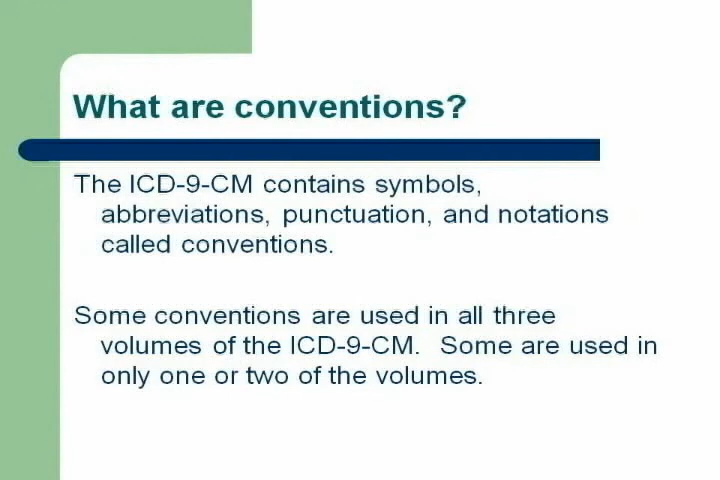 What are conventions?
The ICD-9-CM contains symbols,
abbreviations, punctuation, and notations
called conventions.
Some conventions are used in all three
volumes of the ICD-9-CM.  Some are used in
only one or two of the volumes.